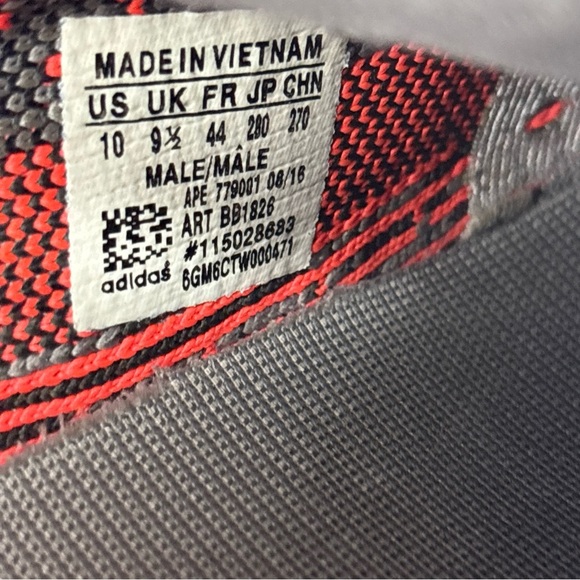 MADE IN VIETNAM
US UK FR JP CHN
10 9½ 44 280 270
MALE/MÂLE
APE 779001 08/16
ART BB1826
#115028683
adidas 6GM6CTW000471